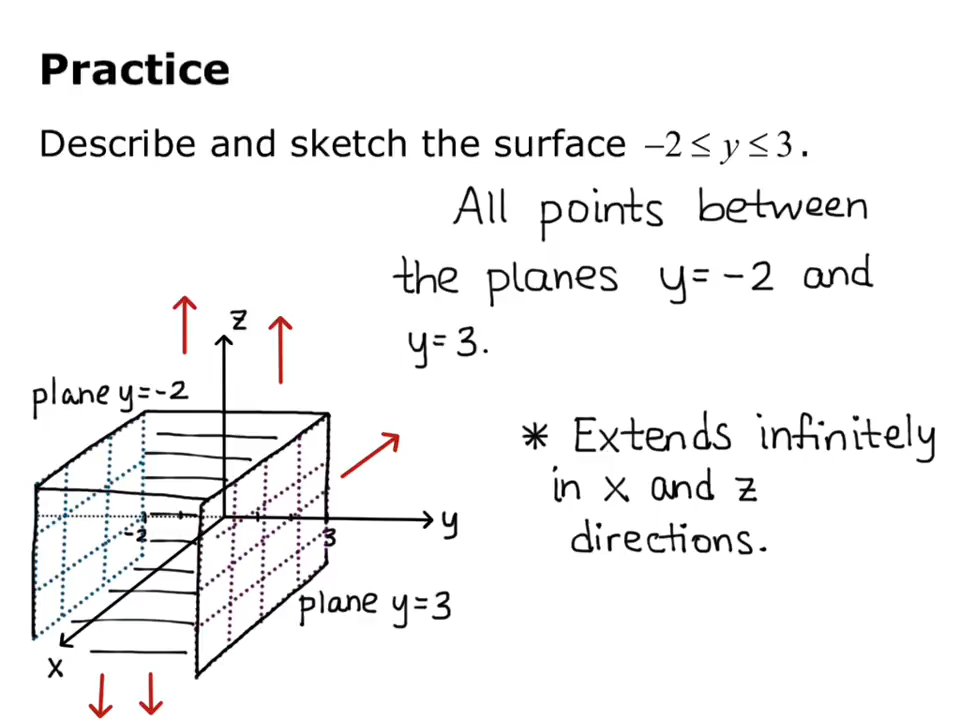 Practice
Describe and sketch the surface −2 ≤ y ≤ 3.
All points between
the planes y = -2 and
y = 3.
z
plane y = -2
* Extends infinitely
in x and z
directions.
-2
3
y
plane y = 3
x